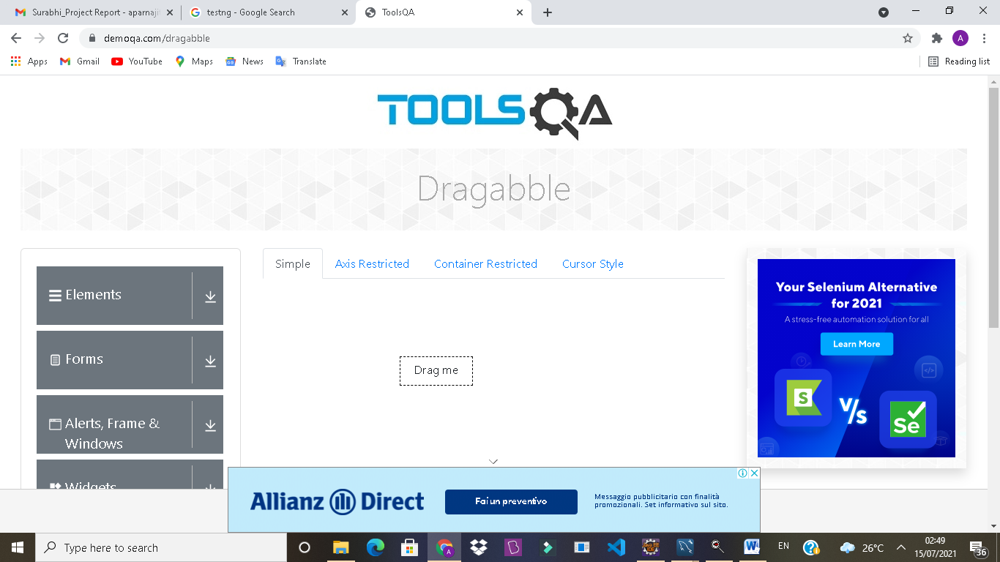 Surabhi_Project Report - aparnaji
testng - Google Search
ToolsQA
demoqa.com/dragabble
A
Apps
Gmail
YouTube
Maps
News
Translate
Reading list
TOOLSQA
Dragabble
Elements
Forms
Alerts, Frame &
Windows
Widgets
Simple
Axis Restricted
Container Restricted
Cursor Style
Drag me
Your Selenium Alternative
for 2021
A stress-free automation solution for all
Learn More
S
V/s
Se
Allianz Direct
Fai un preventivo
Messaggio pubblicitario con finalità
promozionali. Set informativo sul sito.
Type here to search
EN
26°C
02:49
15/07/2021
36